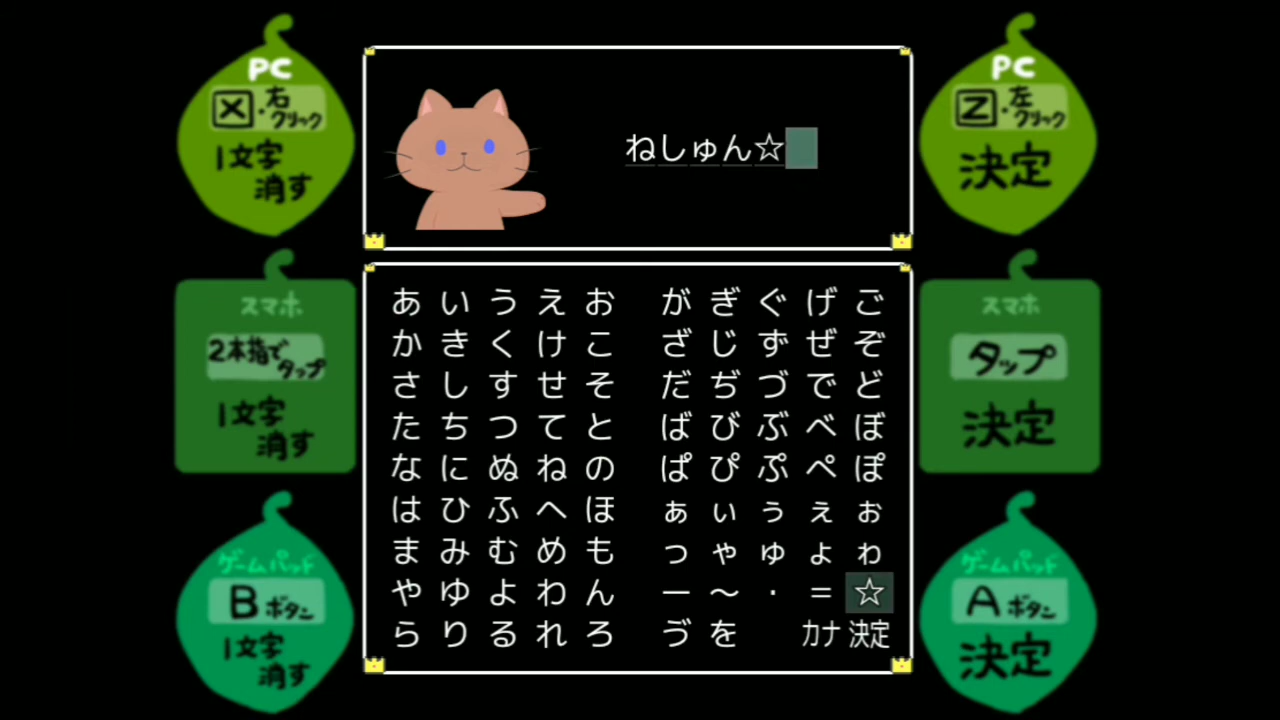 PC
X・右
クリック
1文字
消す
スマホ
2本指で
タップ
1文字
消す
ゲームパッド
Bボタン
1文字
消す
ねしゅん☆
あいうえお がぎぐげご
かきくけこ ざじずぜぞ
さしすせそ だぢづでど
たちつてと ばびぶべぼ
なにぬねの ぱぴぷぺぽ
はひふへほ ぁぃぅぇぉ
まみむめも っゃゅょゎ
やゆよわん ー〜・=☆
らりるれろ ゔを カナ 決定
PC
Z・左
クリック
決定
スマホ
タップ
決定
ゲームパッド
Aボタン
決定